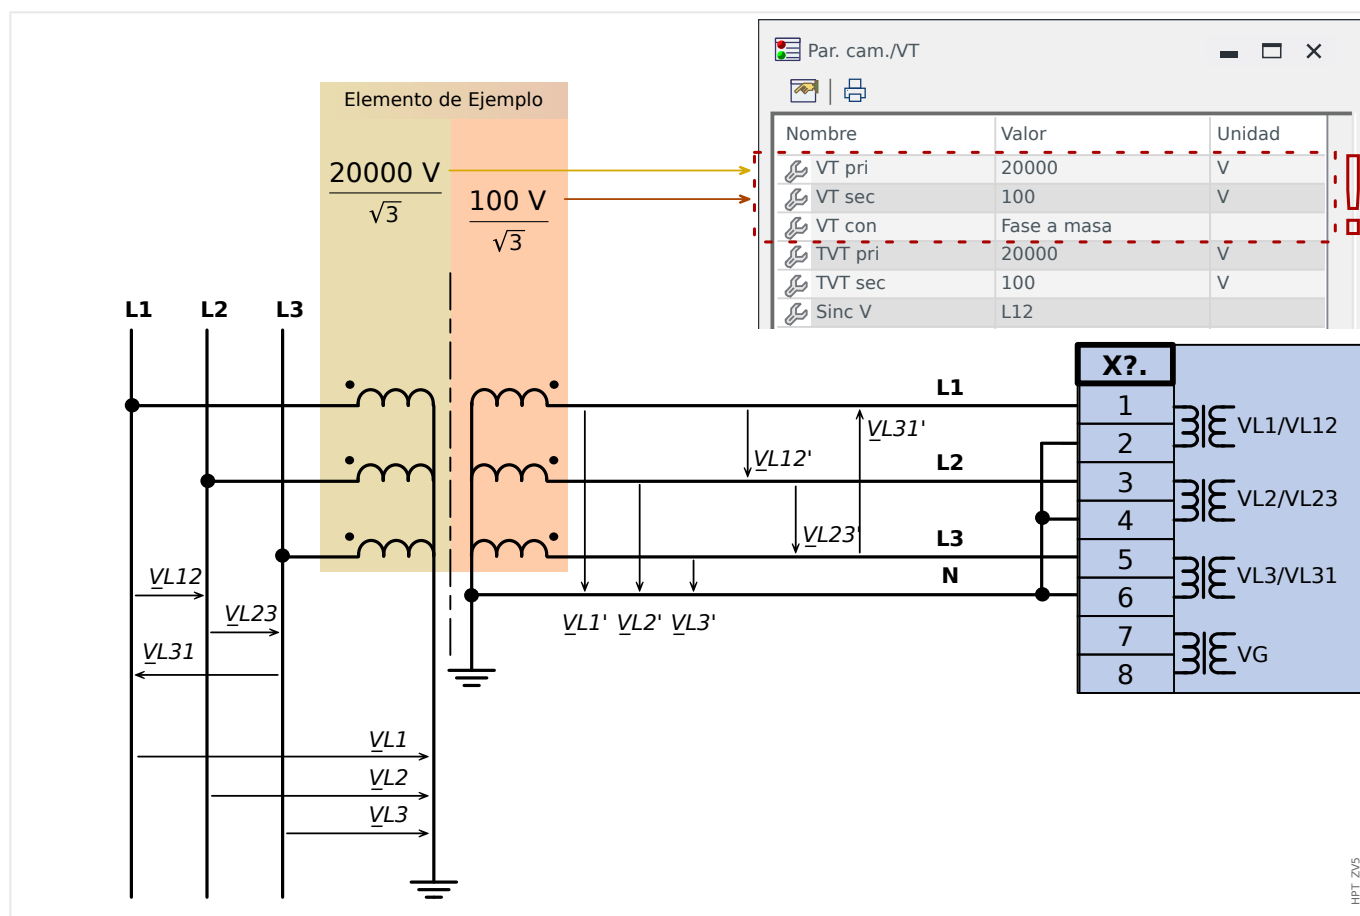 Elemento de Ejemplo
20000 V
√3
100 V
√3
Par. cam./VT
Nombre Valor Unidad
VT pri 20000 V
VT sec 100 V
VT con Fase a masa
TVT pri 20000 V
TVT sec 100 V
Sinc V L12
!
L1 L2 L3
L1
VL31'
VL12'
L2
VL23'
L3
N
VL1' VL2' VL3'
VL12
VL23
VL31
VL1
VL2
VL3
X?.
1
2
3
4
5
6
7
8
VL1/VL12
VL2/VL23
VL3/VL31
VG
HPT_ZV5